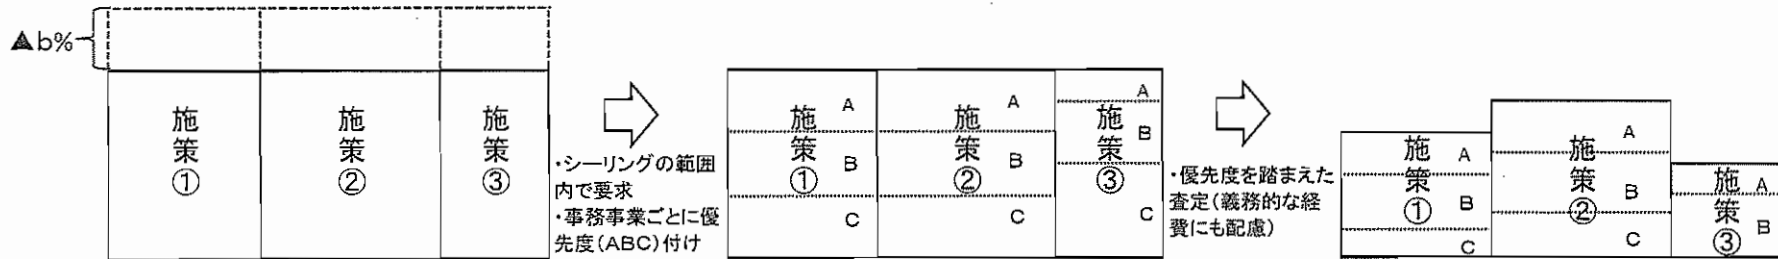 ▲b%
施策①
施策②
施策③
・シーリングの範囲
内で要求
・事務事業ごとに優
先度(ABC)付け
施策①
A
B
C
施策②
A
B
C
施策③
A
B
C
・優先度を踏まえた
査定(義務的な経
費にも配慮)
施策①
A
B
C
施策②
A
B
C
施策③
A
B